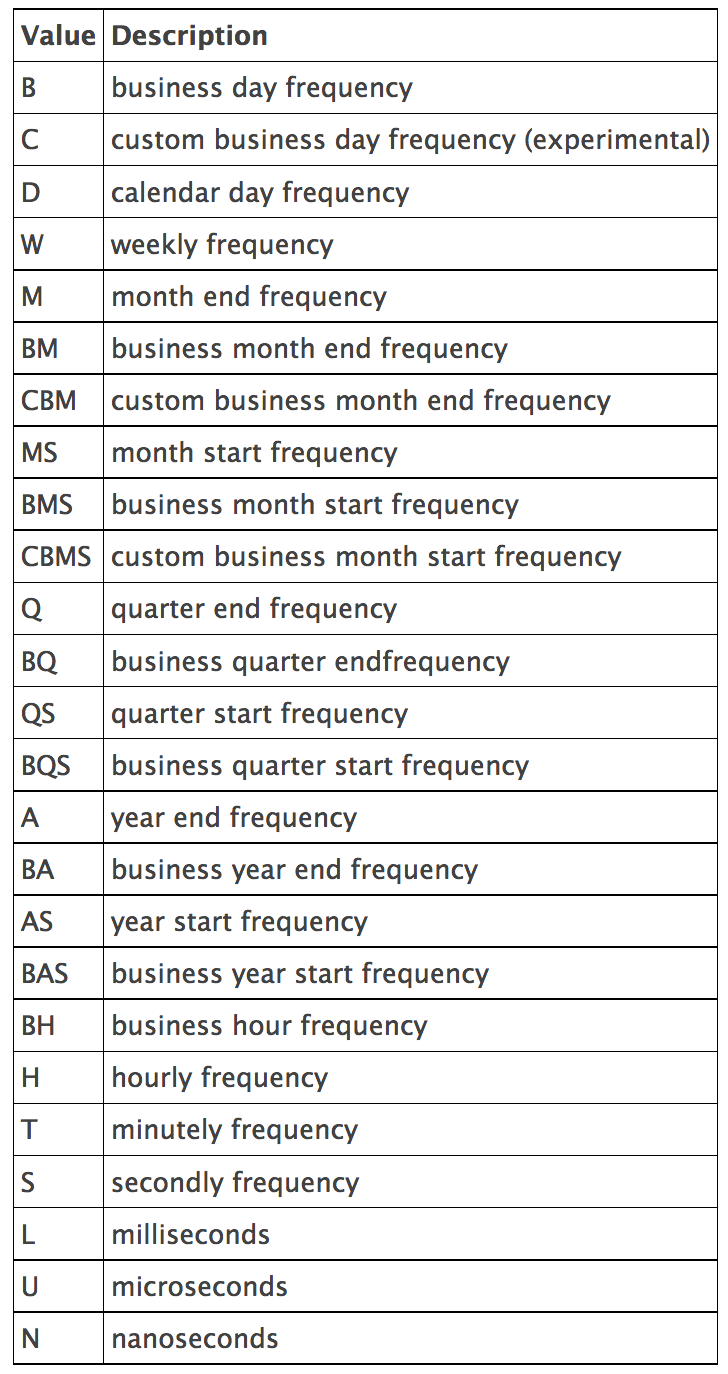 Value Description
B business day frequency
C custom business day frequency (experimental)
D calendar day frequency
W weekly frequency
M month end frequency
BM business month end frequency
CBM custom business month end frequency
MS month start frequency
BMS business month start frequency
CBMS custom business month start frequency
Q quarter end frequency
BQ business quarter endfrequency
QS quarter start frequency
BQS business quarter start frequency
A year end frequency
BA business year end frequency
AS year start frequency
BAS business year start frequency
BH business hour frequency
H hourly frequency
T minutely frequency
S secondly frequency
L milliseconds
U microseconds
N nanoseconds